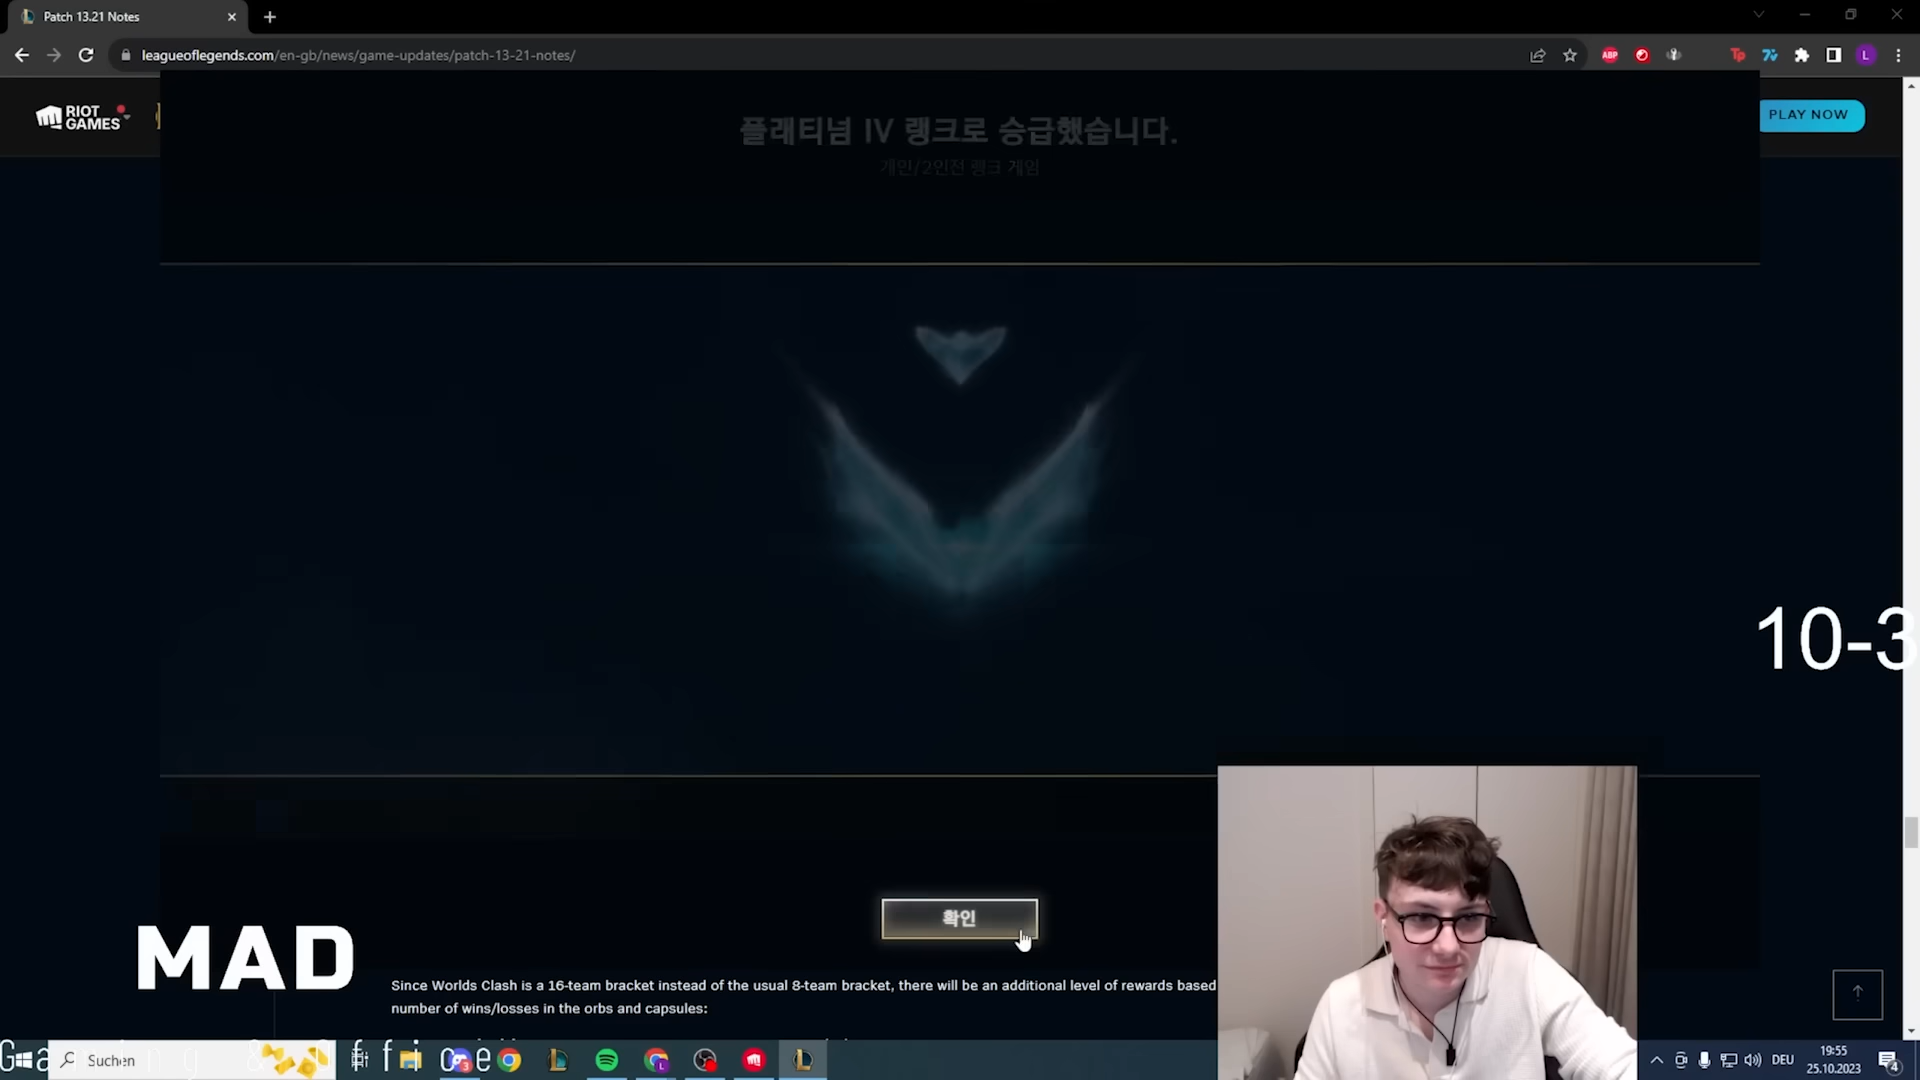 Patch 13.21 Notes
leagueoflegends.com/en-gb/news/game-updates/patch-13-21-notes/
ABP
Tp
L
RIOT
GAMES
PLAY NOW
플래티넘 IV 랭크로 승급했습니다.
개인/2인전 랭크 게임
10-3
확인
MAD
Since Worlds Clash is a 16-team bracket instead of the usual 8-team bracket, there will be an additional level of rewards based
number of wins/losses in the orbs and capsules:
Suchen
DEU
19:55
25.10.2023
4